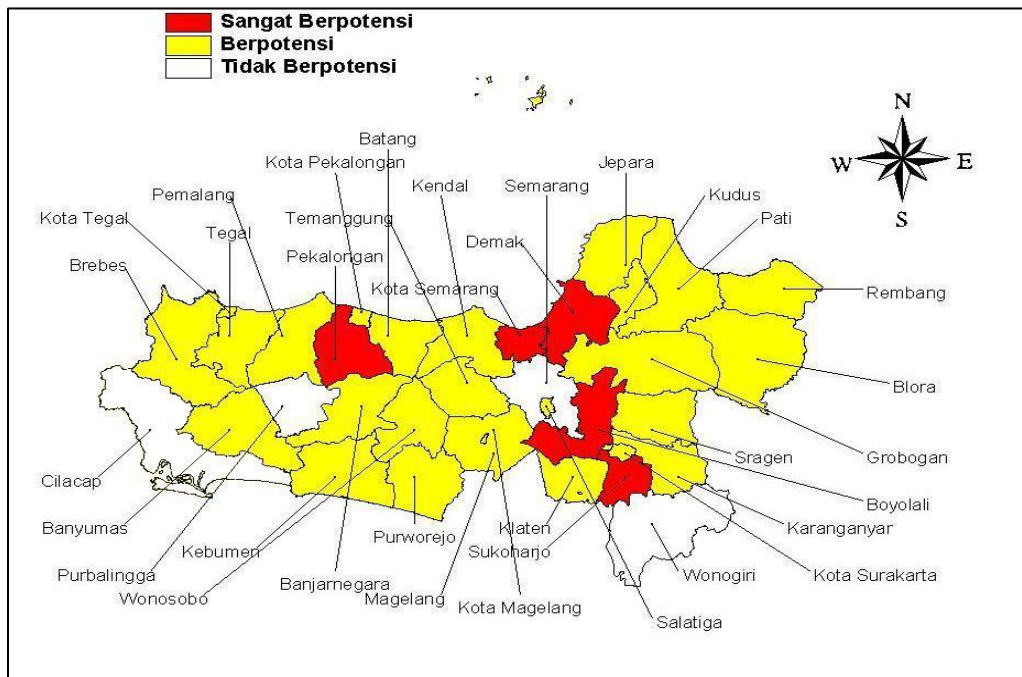 Sangat Berpotensi
Berpotensi
Tidak Berpotensi
N
W
E
S
Batang
Kota Pekalongan
Jepara
Pemalang
Kendal
Semarang
Kudus
Kota Tegal
Temanggung
Pati
Tegal
Demak
Brebes
Pekalongan
Kota Semarang
Rembang
Blora
Sragen
Grobogan
Cilacap
Boyolali
Banyumas
Klaten
Karanganyar
Purworejo
Kebumen
Sukoharjo
Purbalingga
Wonogiri
Kota Surakarta
Banjarnegara
Wonosobo
Magelang
Kota Magelang
Salatiga